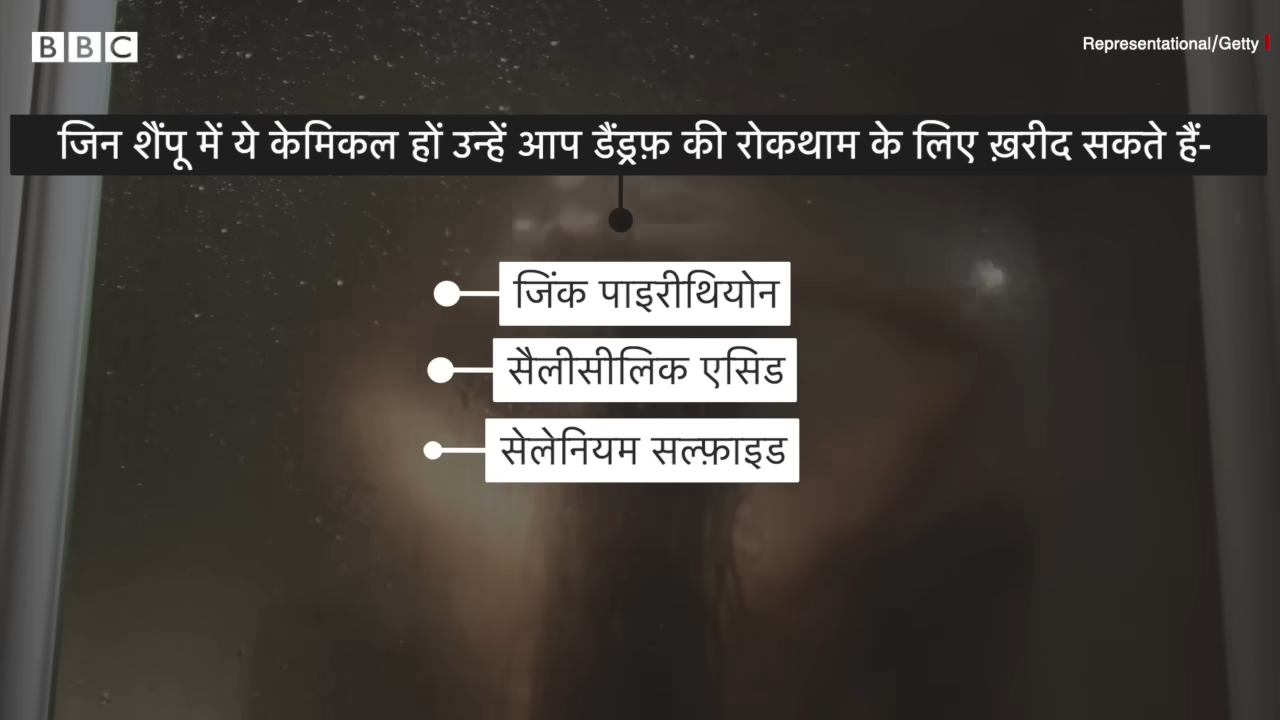 BBC
Representational/Getty
जिन शैंपू में ये केमिकल हों उन्हें आप डैंड्रफ़ की रोकथाम के लिए ख़रीद सकते हैं-
जिंक पाइरीथियोन
सैलीसीलिक एसिड
सेलेनियम सल्फ़ाइड